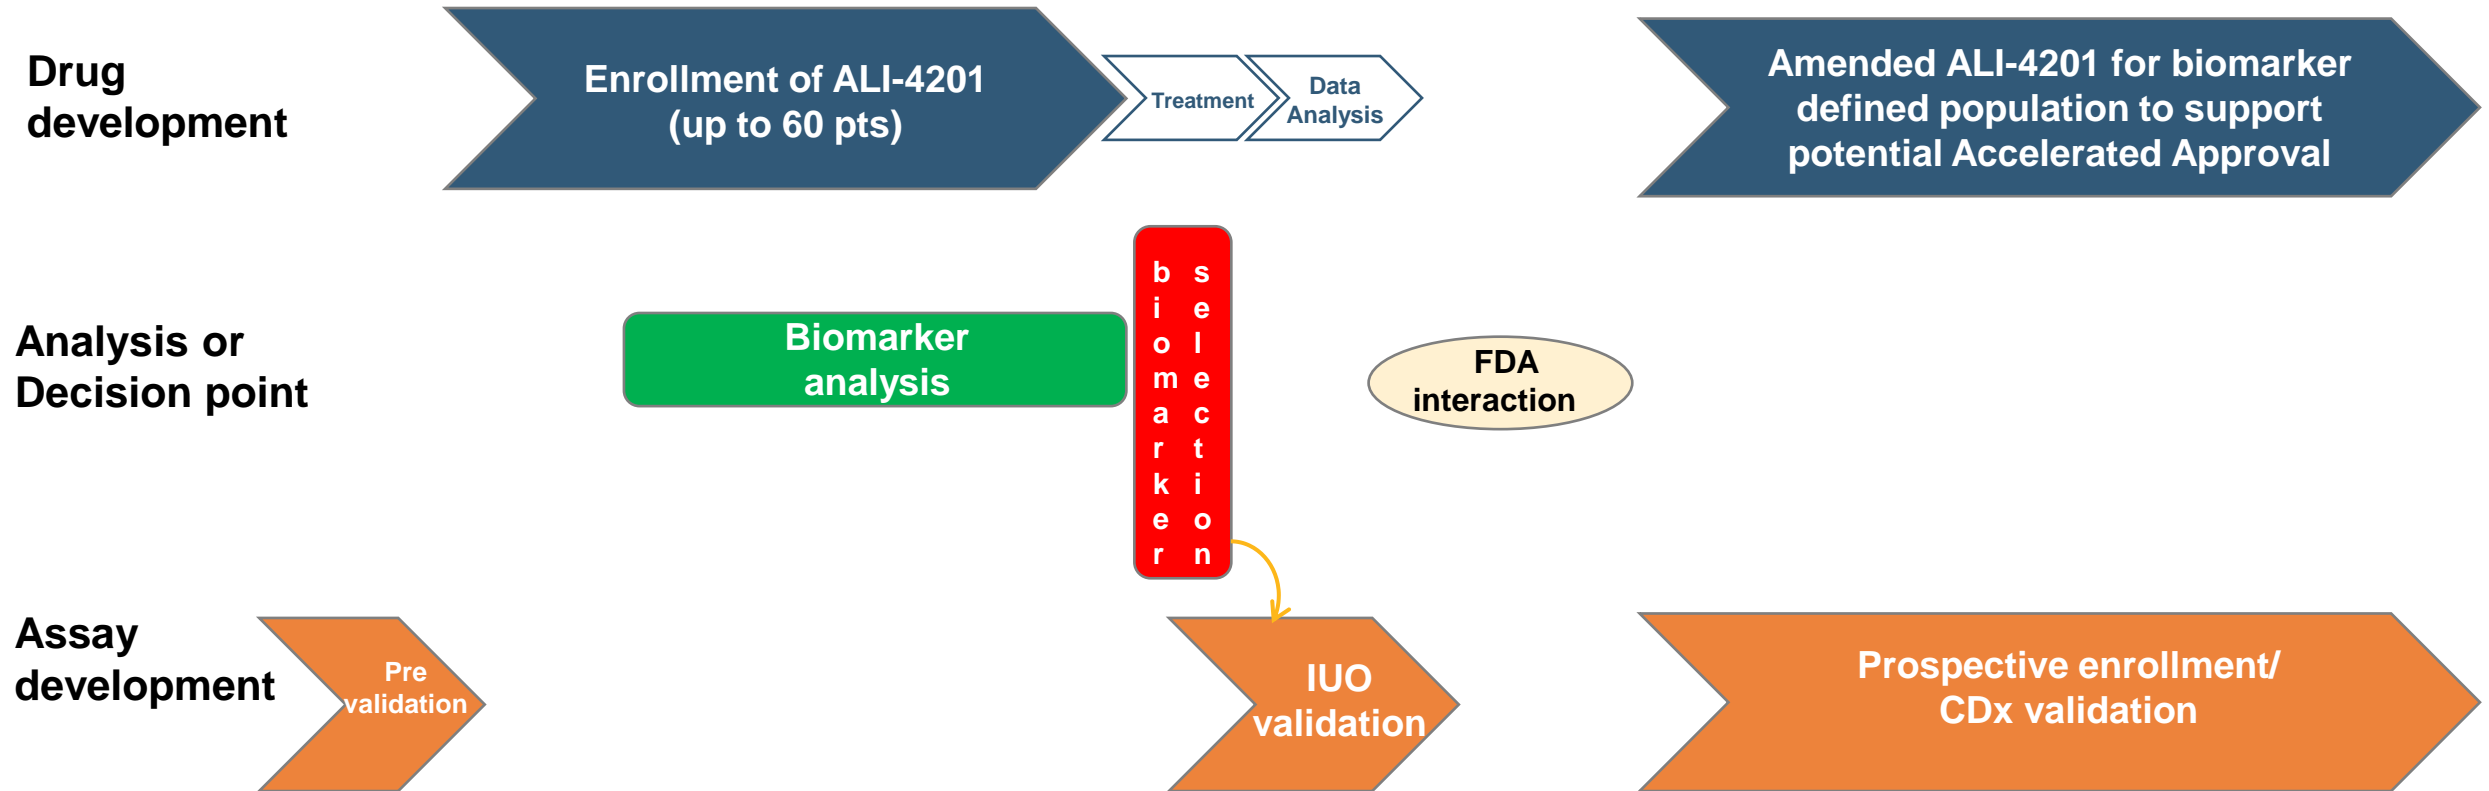 Drug
development
Enrollment of ALI-4201
(up to 60 pts)
Treatment
Data
Analysis
Amended ALI-4201 for biomarker
defined population to support
potential Accelerated Approval
Analysis or
Decision point
Biomarker
analysis
biomarker
selection
FDA
interaction
Assay
development
Pre
validation
IUO
validation
Prospective enrollment/
CDx validation